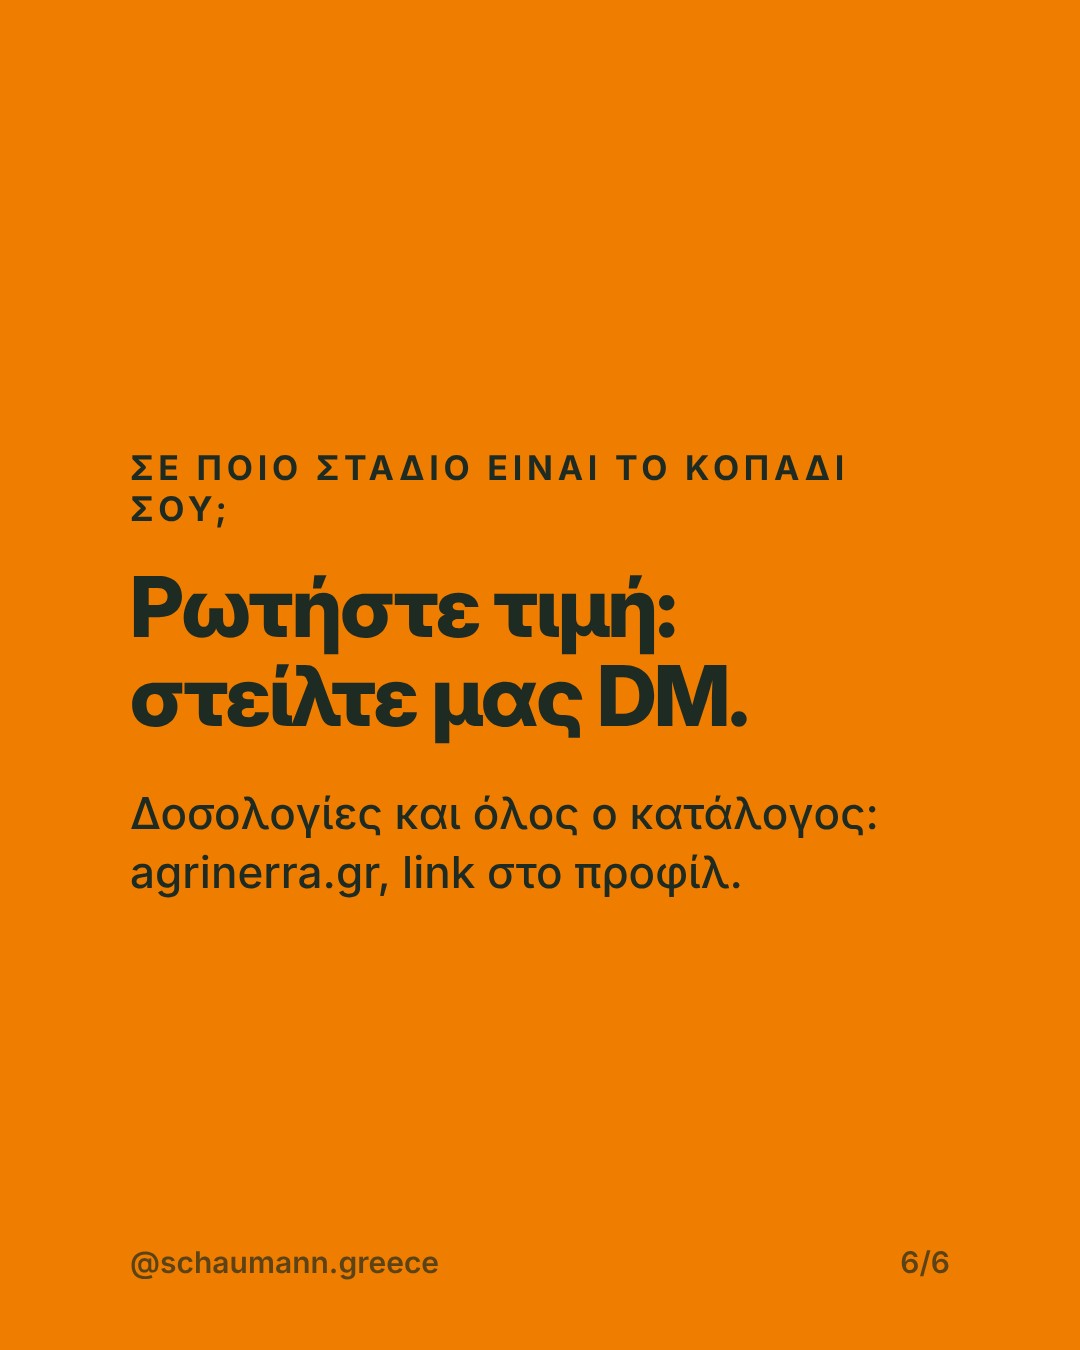 ΣΕ ΠΟΙΟ ΣΤΑΔΙΟ ΕΙΝΑΙ ΤΟ ΚΟΠΑΔΙ
ΣΟΥ;
Ρωτήστε τιμή:
στείλτε μας DM.
Δοσολογίες και όλος ο κατάλογος:
agrinerra.gr, link στο προφίλ.
@schaumann.greece
6/6